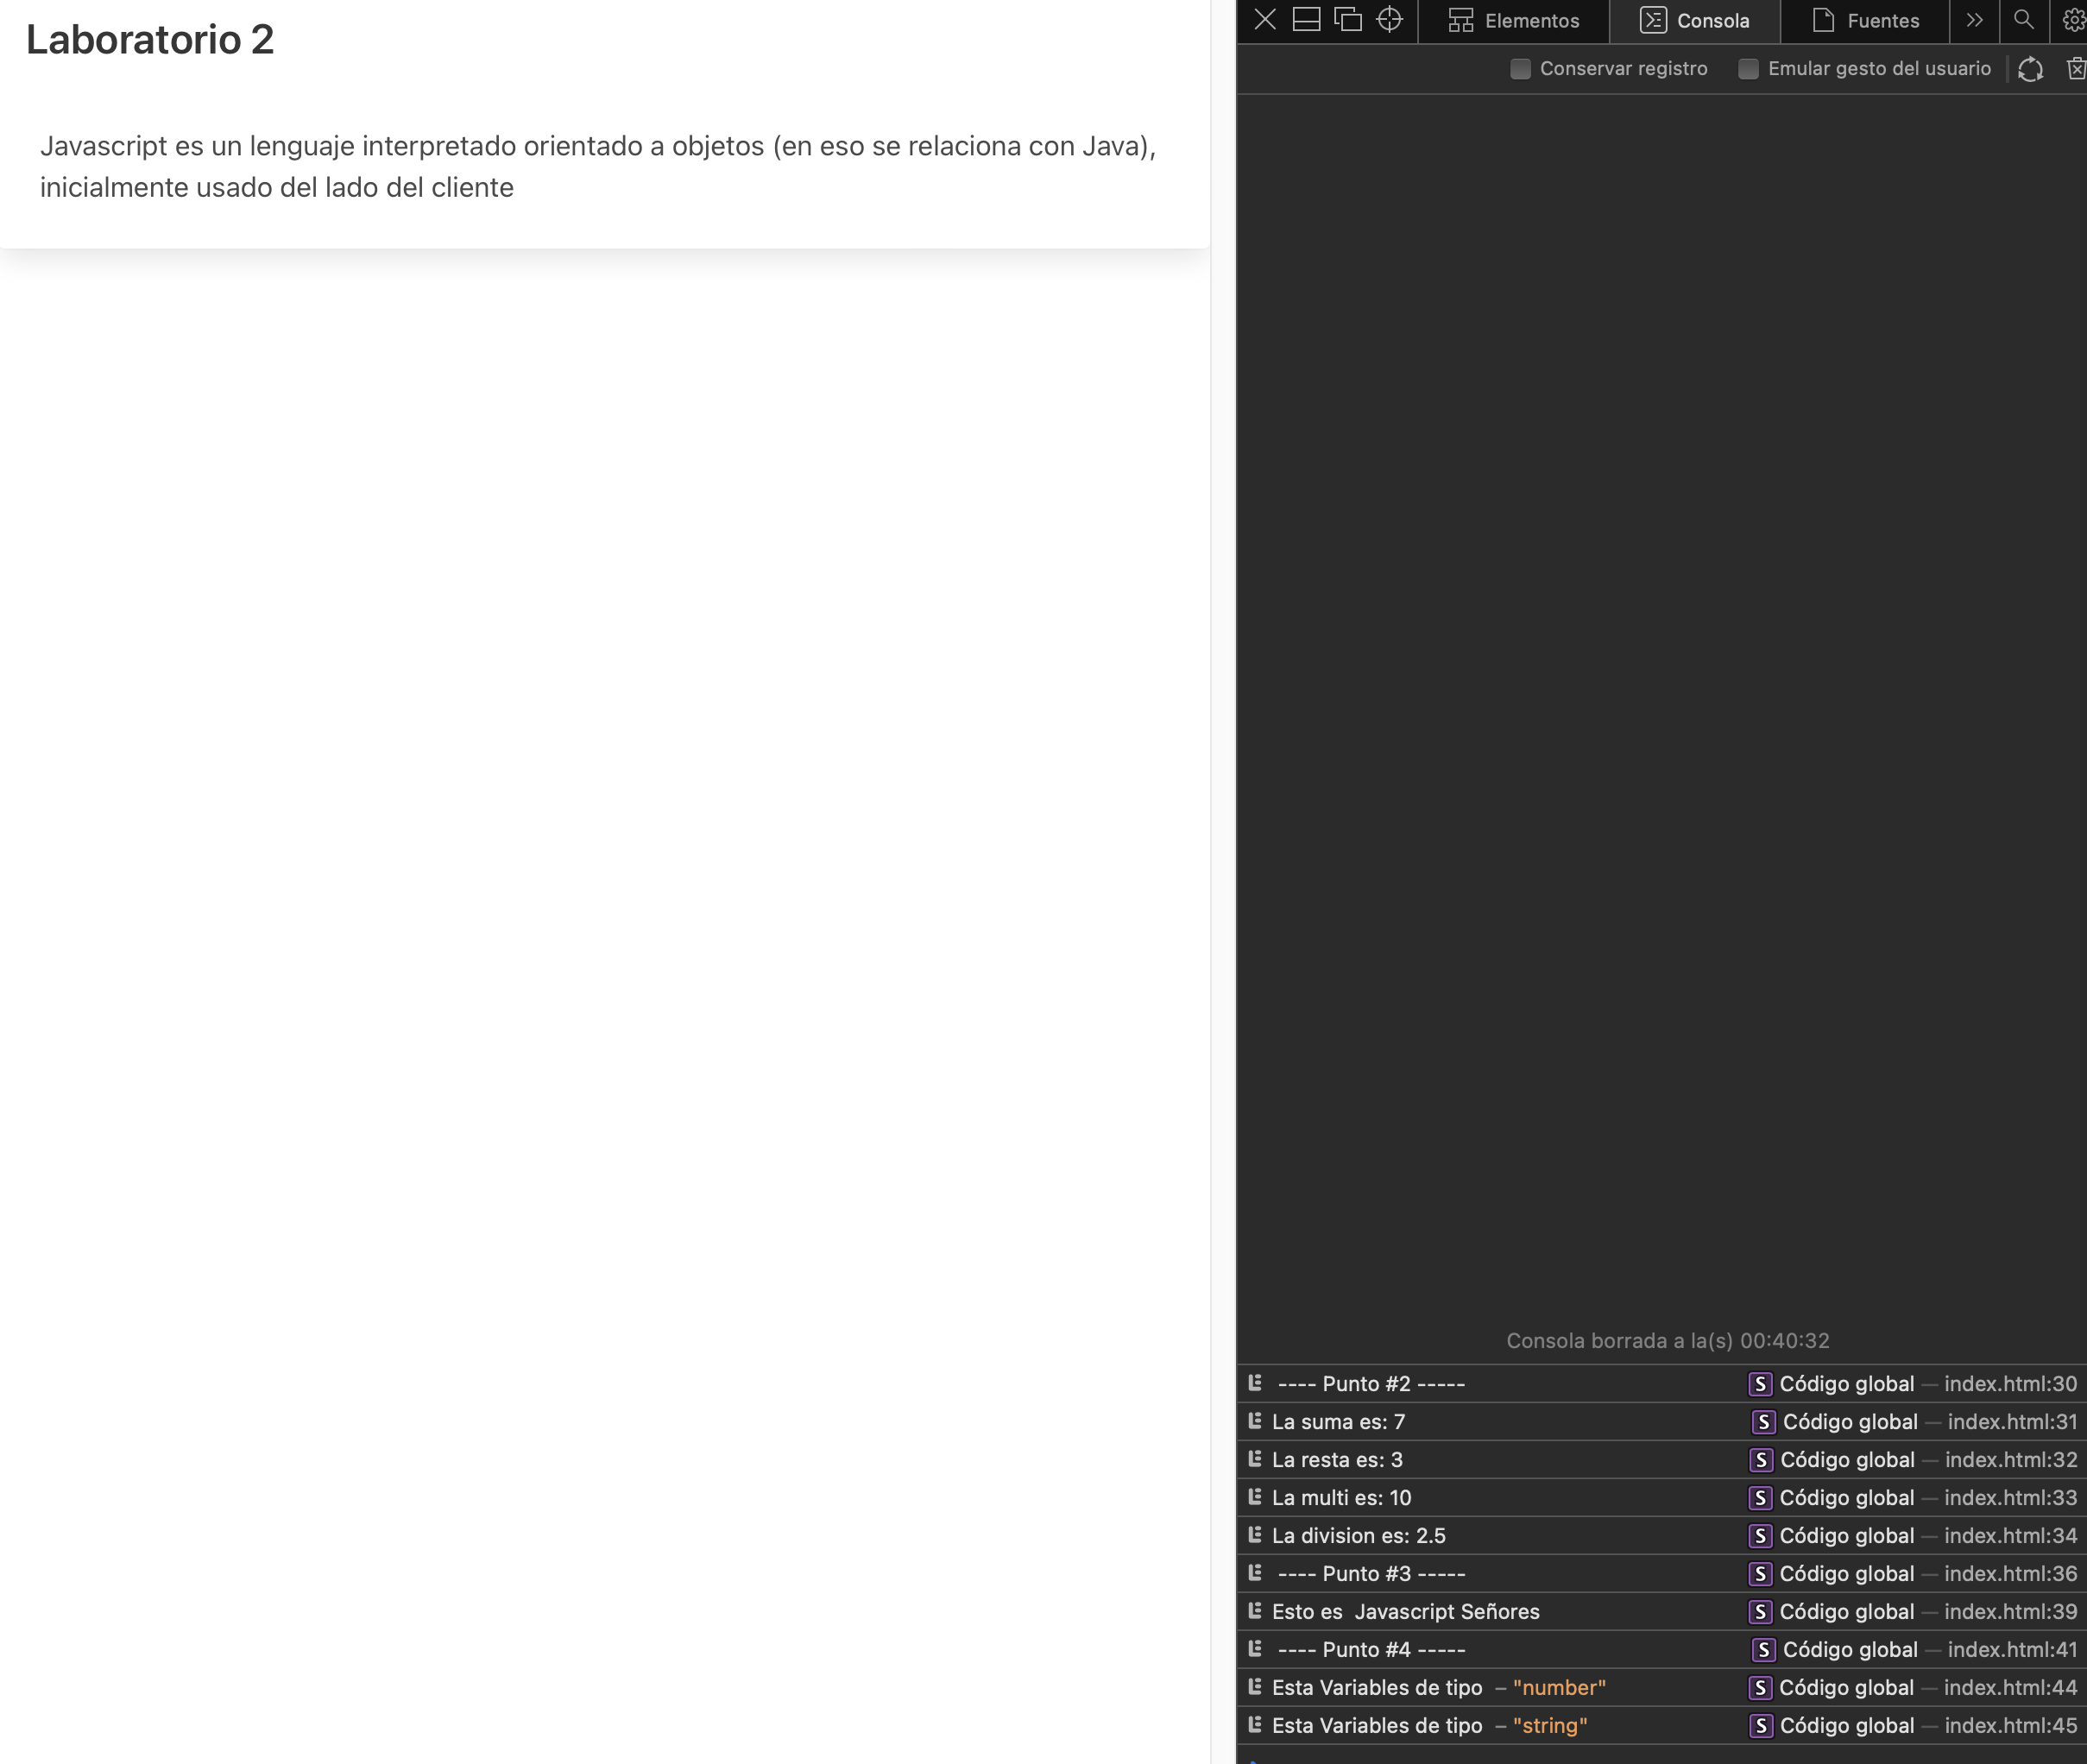 Laboratorio 2
Javascript es un lenguaje interpretado orientado a objetos (en eso se relaciona con Java),
inicialmente usado del lado del cliente
Elementos
Consola
Fuentes
Conservar registro
Emular gesto del usuario
Consola borrada a la(s) 00:40:32
---- Punto #2 ----- S Código global — index.html:30
La suma es: 7 S Código global — index.html:31
La resta es: 3 S Código global — index.html:32
La multi es: 10 S Código global — index.html:33
La division es: 2.5 S Código global — index.html:34
---- Punto #3 ----- S Código global — index.html:36
Esto es  Javascript Señores S Código global — index.html:39
---- Punto #4 ----- S Código global — index.html:41
Esta Variables de tipo  – "number" S Código global — index.html:44
Esta Variables de tipo  – "string" S Código global — index.html:45